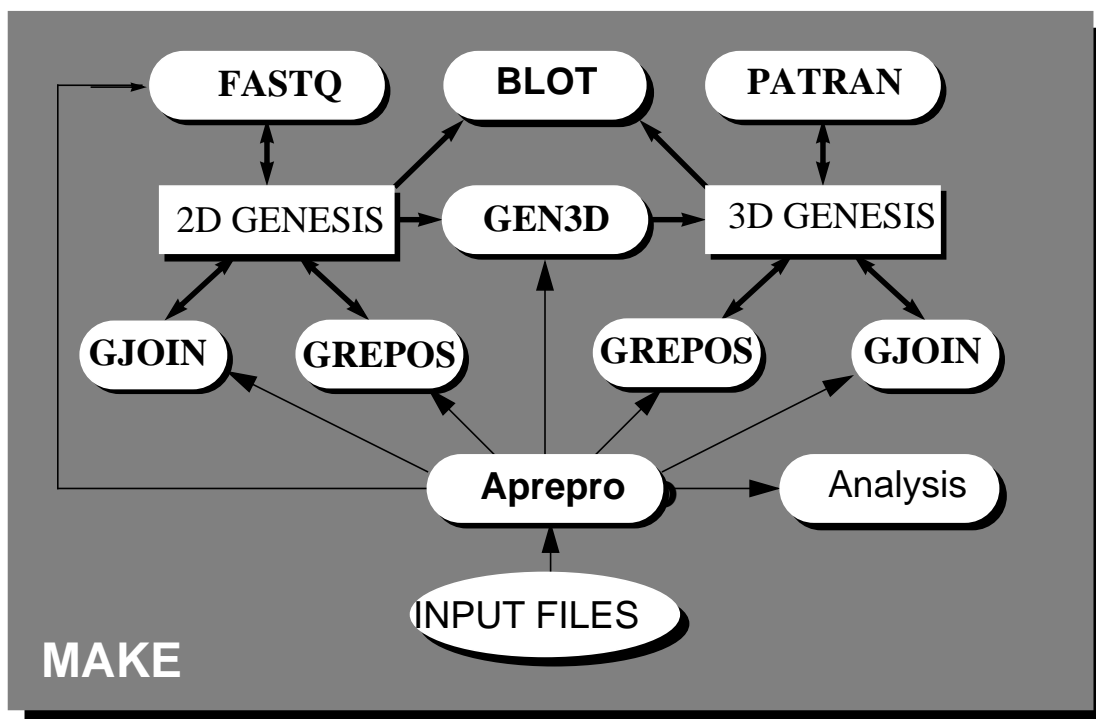 FASTQ
BLOT
PATRAN
2D GENESIS
GEN3D
3D GENESIS
GJOIN
GREPOS
GREPOS
GJOIN
Aprepro
Analysis
INPUT FILES
MAKE